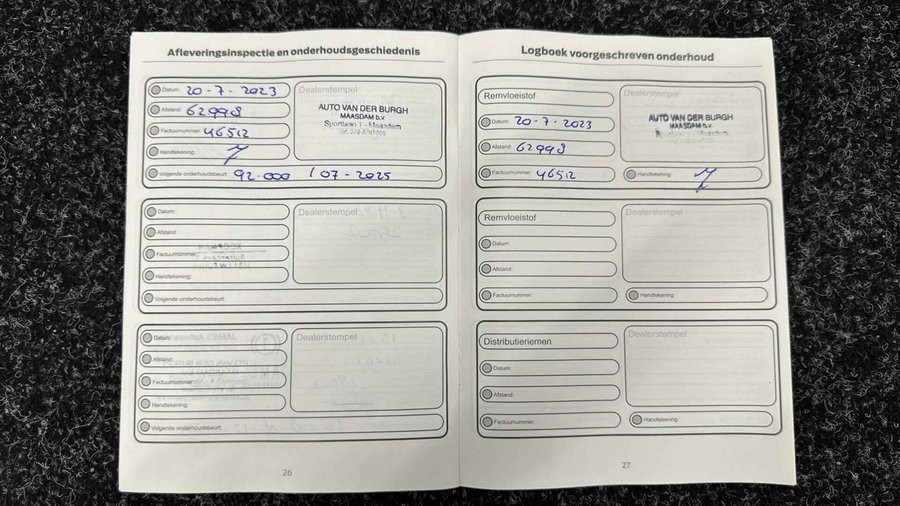 Afleveringsinspectie en onderhoudsgeschiedenis
Datum: 20-7-2023
Afstand: 62998
Factuurnummer: 46512
Handtekening:
Volgende onderhoudsbeurt: 92.000 / 07-2025
Dealerstempel
AUTO VAN DER BURGH
MAASDAM b.v.
Sportlaan 1 - Maasdam
Datum:
Afstand:
Factuurnummer:
Handtekening:
Volgende onderhoudsbeurt:
Dealerstempel
Datum:
Afstand:
Factuurnummer:
Handtekening:
Volgende onderhoudsbeurt:
Dealerstempel
26
Logboek voorgeschreven onderhoud
Remvloeistof
Datum: 20-7-2023
Afstand: 62998
Factuurnummer: 46512
Dealerstempel
AUTO VAN DER BURGH
MAASDAM b.v.
Handtekening:
Remvloeistof
Datum:
Afstand:
Factuurnummer:
Dealerstempel
Handtekening:
Distributieriemen
Datum:
Afstand:
Factuurnummer:
Dealerstempel
Handtekening:
27